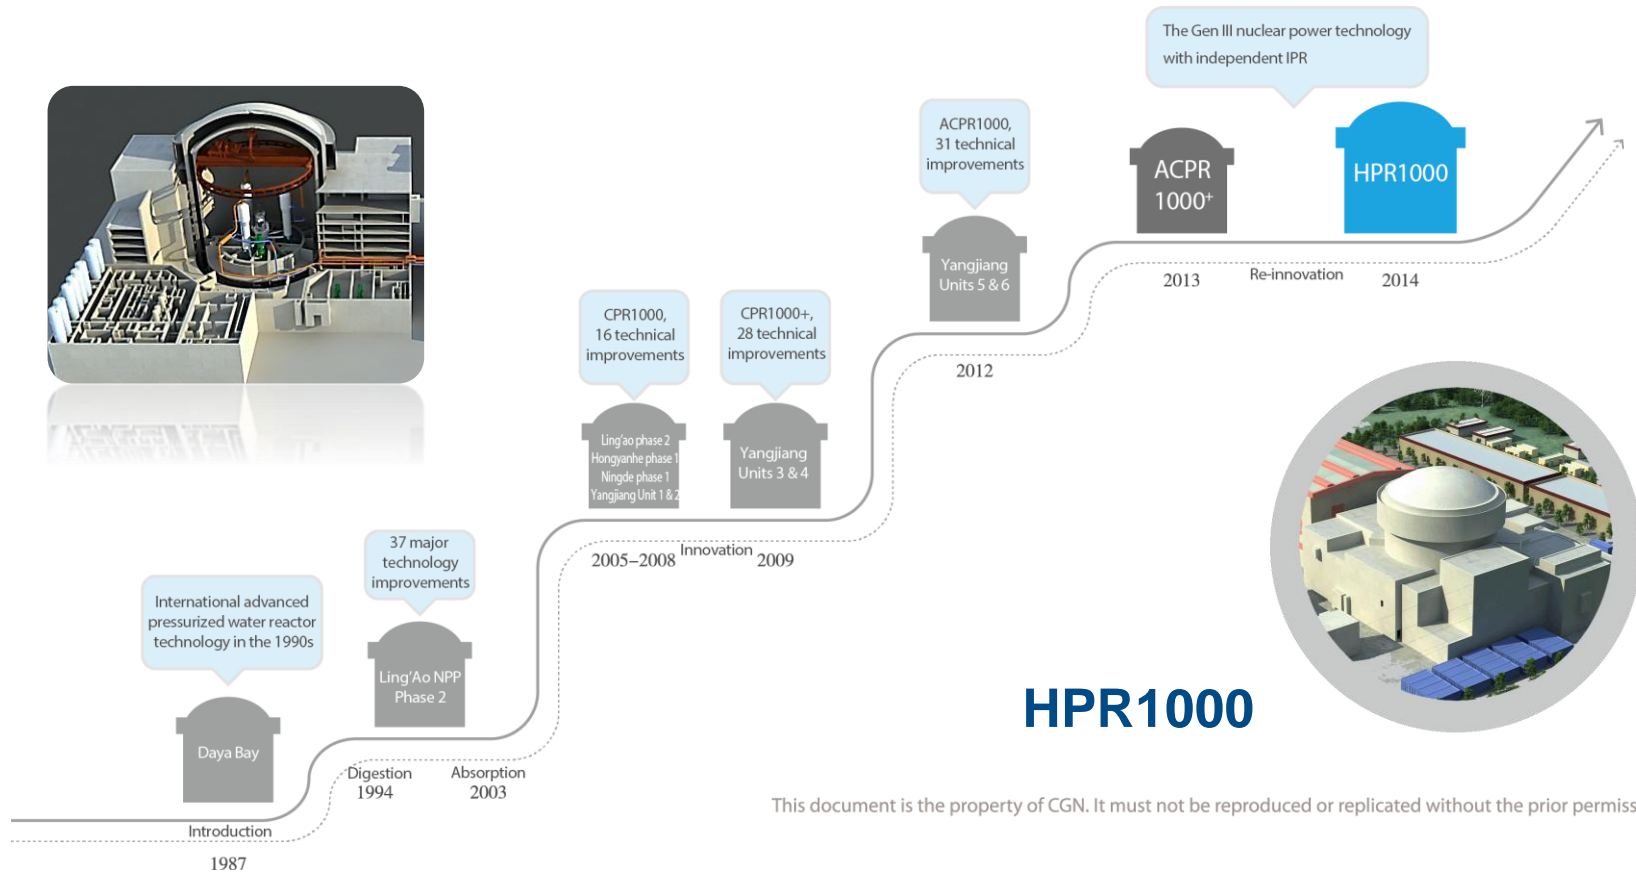 The Gen III nuclear power technology
with independent IPR
ACPR1000,
31 technical
improvements
ACPR
1000+
HPR1000
Yangjiang
Units 5 & 6
2013
Re-innovation
2014
CPR1000,
16 technical
improvements
CPR1000+,
28 technical
improvements
2012
Ling'ao phase 2
Hongyanhe phase 1
Ningde phase 1
Yangjiang Unit 1 & 2
Yangjiang
Units 3 & 4
2005–2008
Innovation
2009
37 major
technology
improvements
International advanced
pressurized water reactor
technology in the 1990s
Ling'Ao NPP
Phase 2
Daya Bay
HPR1000
Digestion
1994
Absorption
2003
This document is the property of CGN. It must not be reproduced or replicated without the prior permiss
Introduction
1987